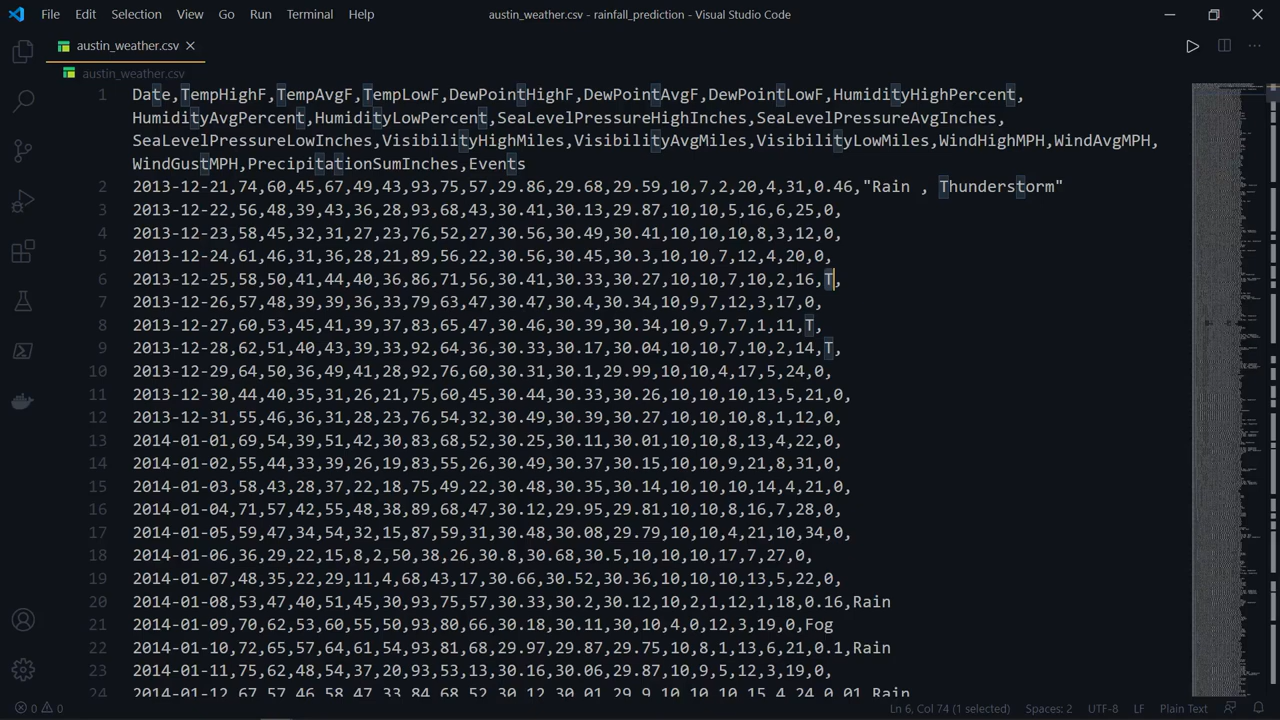 File Edit Selection View Go Run Terminal Help austin_weather.csv - rainfall_prediction - Visual Studio Code
austin_weather.csv
austin_weather.csv
1 Date,TempHighF,TempAvgF,TempLowF,DewPointHighF,DewPointAvgF,DewPointLowF,HumidityHighPercent,
HumidityAvgPercent,HumidityLowPercent,SeaLevelPressureHighInches,SeaLevelPressureAvgInches,
SeaLevelPressureLowInches,VisibilityHighMiles,VisibilityAvgMiles,VisibilityLowMiles,WindHighMPH,WindAvgMPH,
WindGustMPH,PrecipitationSumInches,Events
2 2013-12-21,74,60,45,67,49,43,93,75,57,29.86,29.68,29.59,10,7,2,20,4,31,0.46,"Rain , Thunderstorm"
3 2013-12-22,56,48,39,43,36,28,93,68,43,30.41,30.13,29.87,10,10,5,16,6,25,0,
4 2013-12-23,58,45,32,31,27,23,76,52,27,30.56,30.49,30.41,10,10,10,8,3,12,0,
5 2013-12-24,61,46,31,36,28,21,89,56,22,30.56,30.45,30.3,10,10,7,12,4,20,0,
6 2013-12-25,58,50,41,44,40,36,86,71,56,30.41,30.33,30.27,10,10,7,10,2,16,T,
7 2013-12-26,57,48,39,39,36,33,79,63,47,30.47,30.4,30.34,10,9,7,12,3,17,0,
8 2013-12-27,60,53,45,41,39,37,83,65,47,30.46,30.39,30.34,10,9,7,7,1,11,T,
9 2013-12-28,62,51,40,43,39,33,92,64,36,30.33,30.17,30.04,10,10,7,10,2,14,T,
10 2013-12-29,64,50,36,49,41,28,92,76,60,30.31,30.1,29.99,10,10,4,17,5,24,0,
11 2013-12-30,44,40,35,31,26,21,75,60,45,30.44,30.33,30.26,10,10,10,13,5,21,0,
12 2013-12-31,55,46,36,31,28,23,76,54,32,30.49,30.39,30.27,10,10,10,8,1,12,0,
13 2014-01-01,69,54,39,51,42,30,83,68,52,30.25,30.11,30.01,10,10,8,13,4,22,0,
14 2014-01-02,55,44,33,39,26,19,83,55,26,30.49,30.37,30.15,10,10,9,21,8,31,0,
15 2014-01-03,58,43,28,37,22,18,75,49,22,30.48,30.35,30.14,10,10,10,14,4,21,0,
16 2014-01-04,71,57,42,55,48,38,89,68,47,30.12,29.95,29.81,10,10,8,16,7,28,0,
17 2014-01-05,59,47,34,54,32,15,87,59,31,30.48,30.08,29.79,10,10,4,21,10,34,0,
18 2014-01-06,36,29,22,15,8,2,50,38,26,30.8,30.68,30.5,10,10,10,17,7,27,0,
19 2014-01-07,48,35,22,29,11,4,68,43,17,30.66,30.52,30.36,10,10,10,13,5,22,0,
20 2014-01-08,53,47,40,51,45,30,93,75,57,30.33,30.2,30.12,10,2,1,12,1,18,0.16,Rain
21 2014-01-09,70,62,53,60,55,50,93,80,66,30.18,30.11,30,10,4,0,12,3,19,0,Fog
22 2014-01-10,72,65,57,64,61,54,93,81,68,29.97,29.87,29.75,10,8,1,13,6,21,0.1,Rain
23 2014-01-11,75,62,48,54,37,20,93,53,13,30.16,30.06,29.87,10,9,5,12,3,19,0,
24 2014-01-12,67,57,46,58,47,33,84,68,52,30.12,30.01,29.9,10,10,10,15,4,24,0.01,Rain
0 0 Ln 6, Col 74 (1 selected) Spaces: 2 UTF-8 LF Plain Text